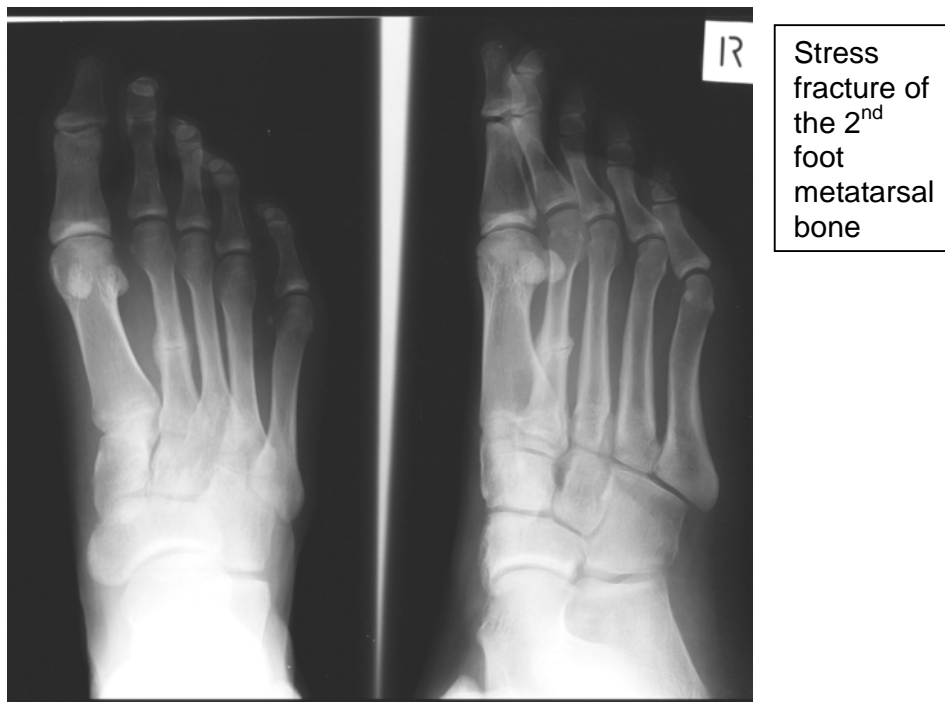 R
Stress
fracture of
the 2nd
foot
metatarsal
bone